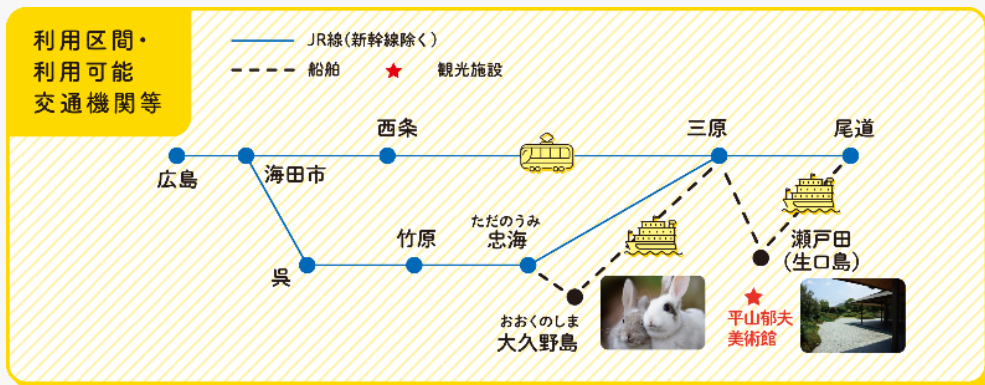 利用区間・
利用可能
交通機関等
JR線(新幹線除く)
船舶
観光施設
西条
三原
尾道
広島
海田市
ただのうみ
竹原
忠海
瀬戸田
(生口島)
呉
おおくのしま
大久野島
平山郁夫
美術館